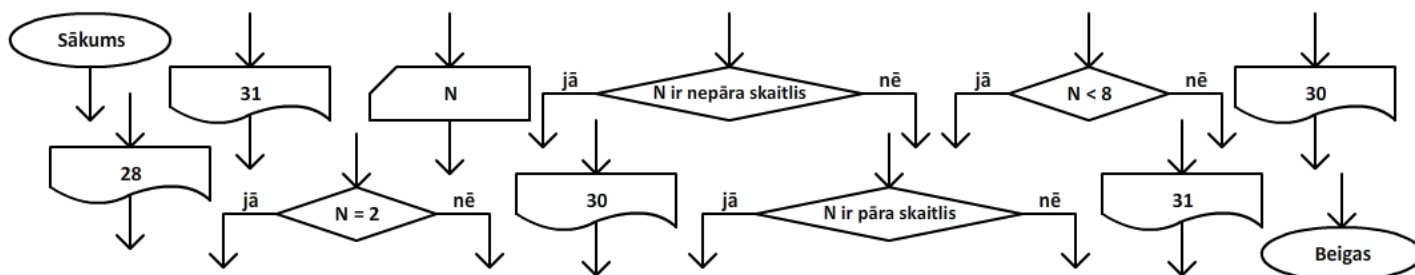 Sākums
31
N
jā
N ir nepāra skaitlis
nē
jā
N < 8
nē
30
28
jā
N = 2
nē
30
jā
N ir pāra skaitlis
nē
31
Beigas